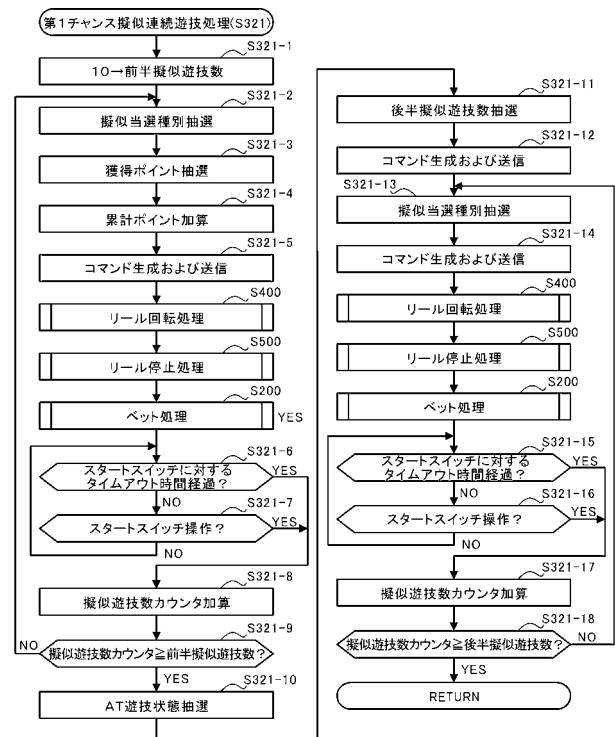 第1チャンス擬似連続遊技処理(S321)
S321-1
10→前半擬似遊技数
S321-2
擬似当選種別抽選
S321-3
獲得ポイント抽選
S321-4
累計ポイント加算
S321-5
コマンド生成および送信
S400
リール回転処理
S500
リール停止処理
S200
ベット処理
YES
S321-6
スタートスイッチに対する
タイムアウト時間経過?
YES
NO
S321-7
スタートスイッチ操作?
YES
NO
S321-8
擬似遊技数カウンタ加算
S321-9
NO
擬似遊技数カウンタ≧前半擬似遊技数?
YES
S321-10
AT遊技状態抽選
S321-11
後半擬似遊技数抽選
S321-12
コマンド生成および送信
S321-13
擬似当選種別抽選
S321-14
コマンド生成および送信
S400
リール回転処理
S500
リール停止処理
S200
ベット処理
S321-15
スタートスイッチに対する
タイムアウト時間経過?
YES
NO
S321-16
スタートスイッチ操作?
YES
NO
S321-17
擬似遊技数カウンタ加算
S321-18
擬似遊技数カウンタ≧後半擬似遊技数?
NO
YES
RETURN